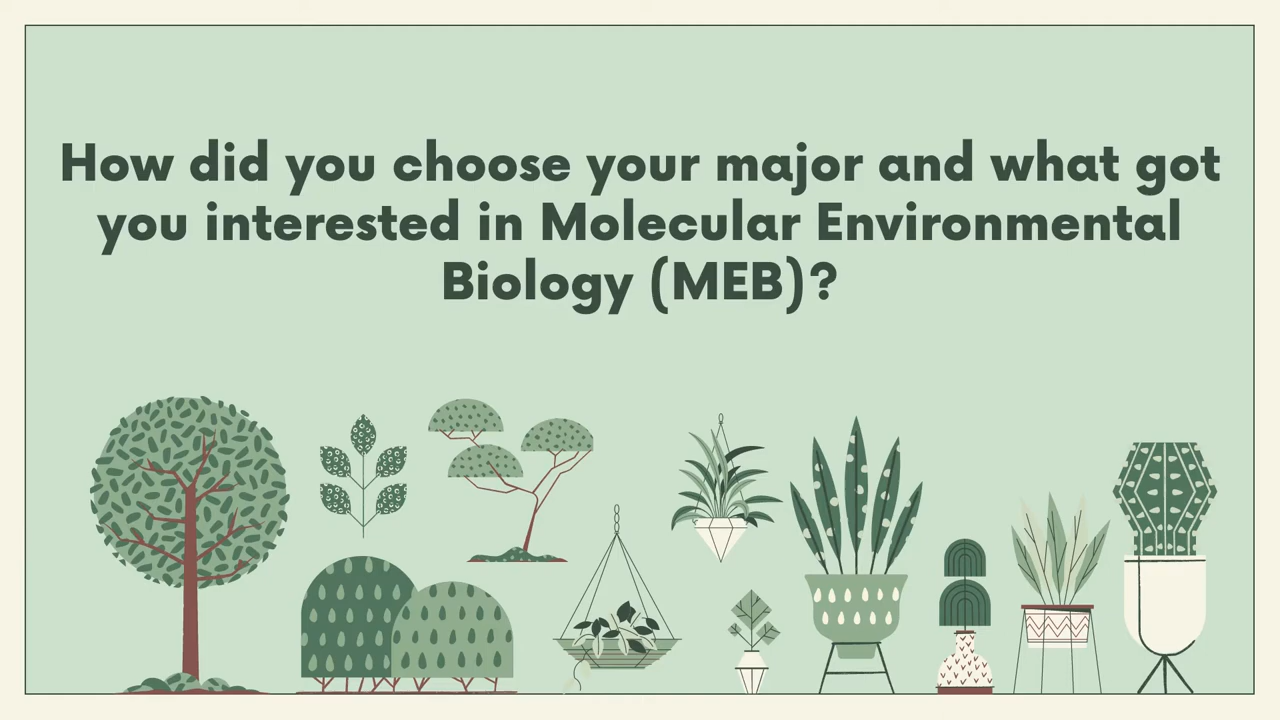 How did you choose your major and what got
you interested in Molecular Environmental
Biology (MEB)?